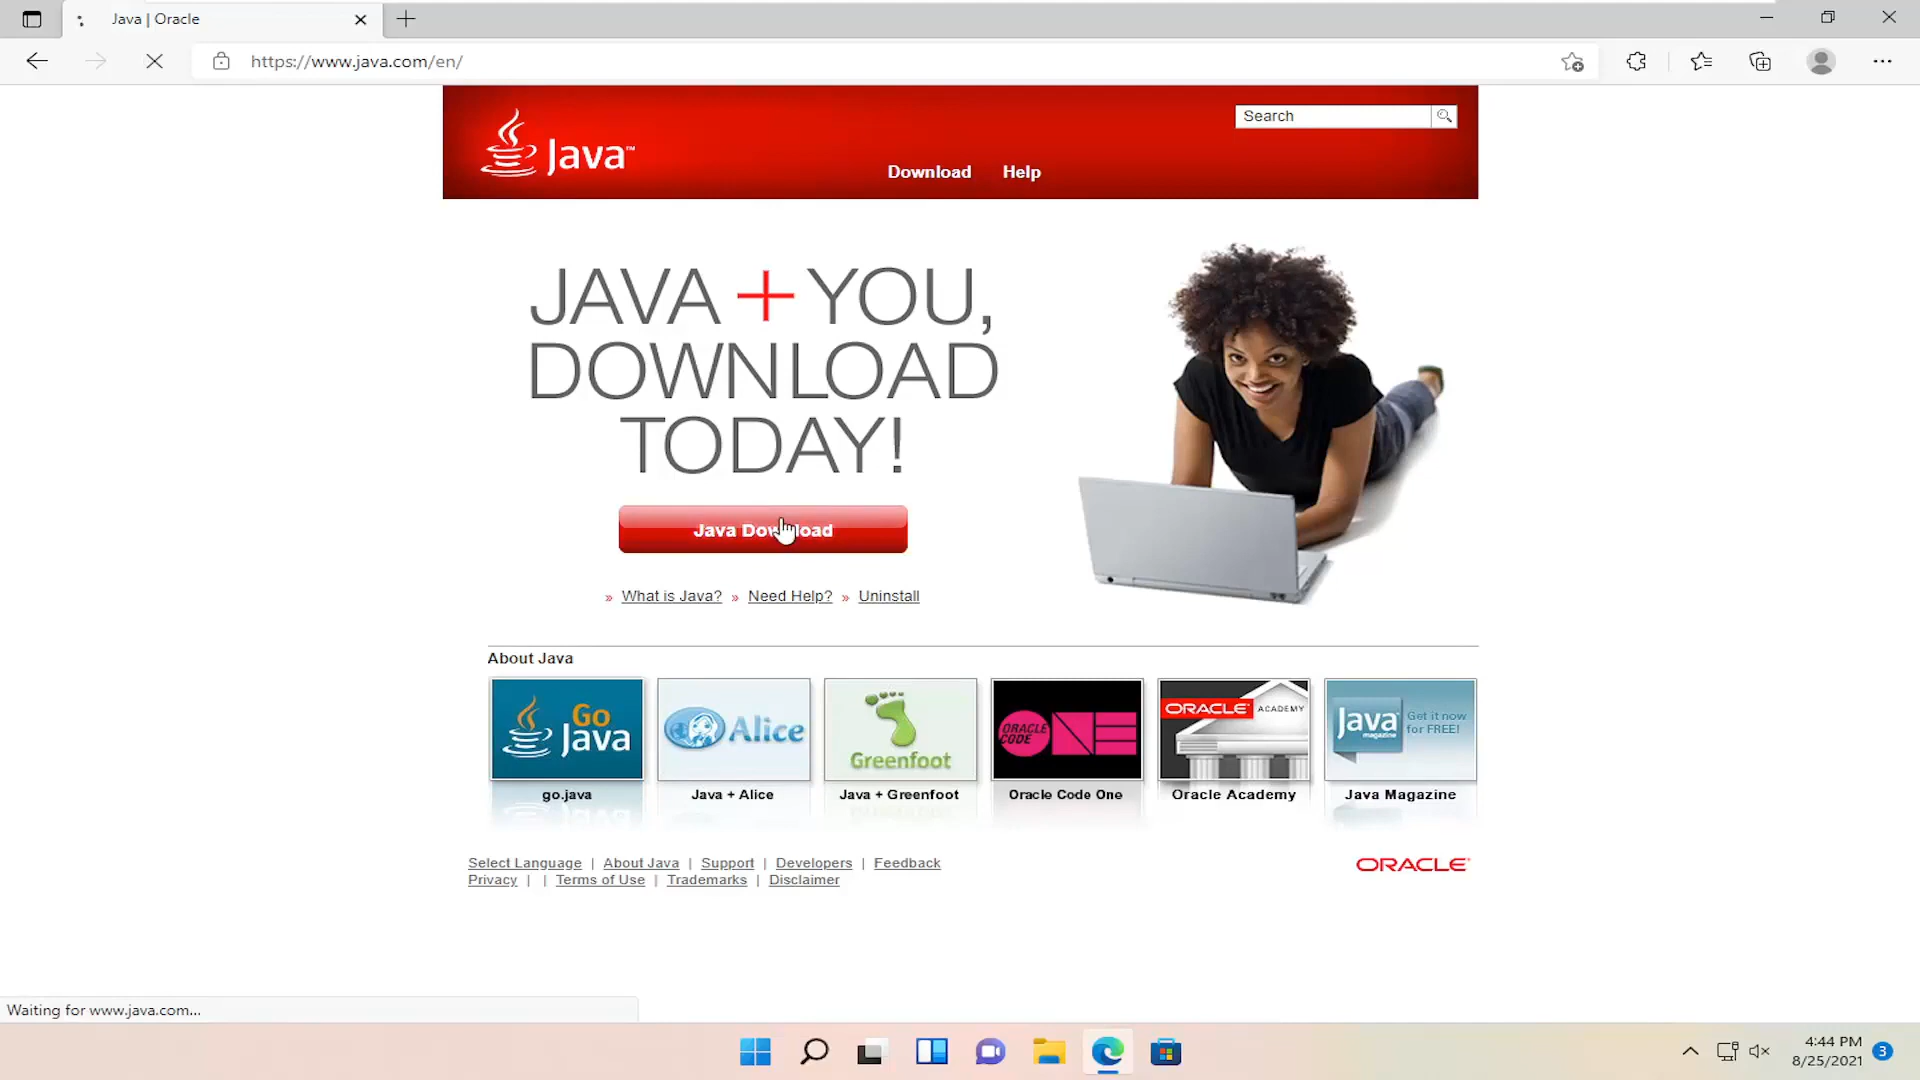 Java | Oracle
https://www.java.com/en/
Java™
Search
Download Help
JAVA + YOU,
DOWNLOAD
TODAY!
Java Download
» What is Java? » Need Help? » Uninstall
About Java
Go Java
Alice
Greenfoot
ORACLE CODE ONE
ORACLE ACADEMY
Java magazine Get it now for FREE!
go.java
Java + Alice
Java + Greenfoot
Oracle Code One
Oracle Academy
Java Magazine
Select Language | About Java | Support | Developers | Feedback
Privacy | | Terms of Use | Trademarks | Disclaimer
ORACLE
Waiting for www.java.com...
4:44 PM
8/25/2021
3